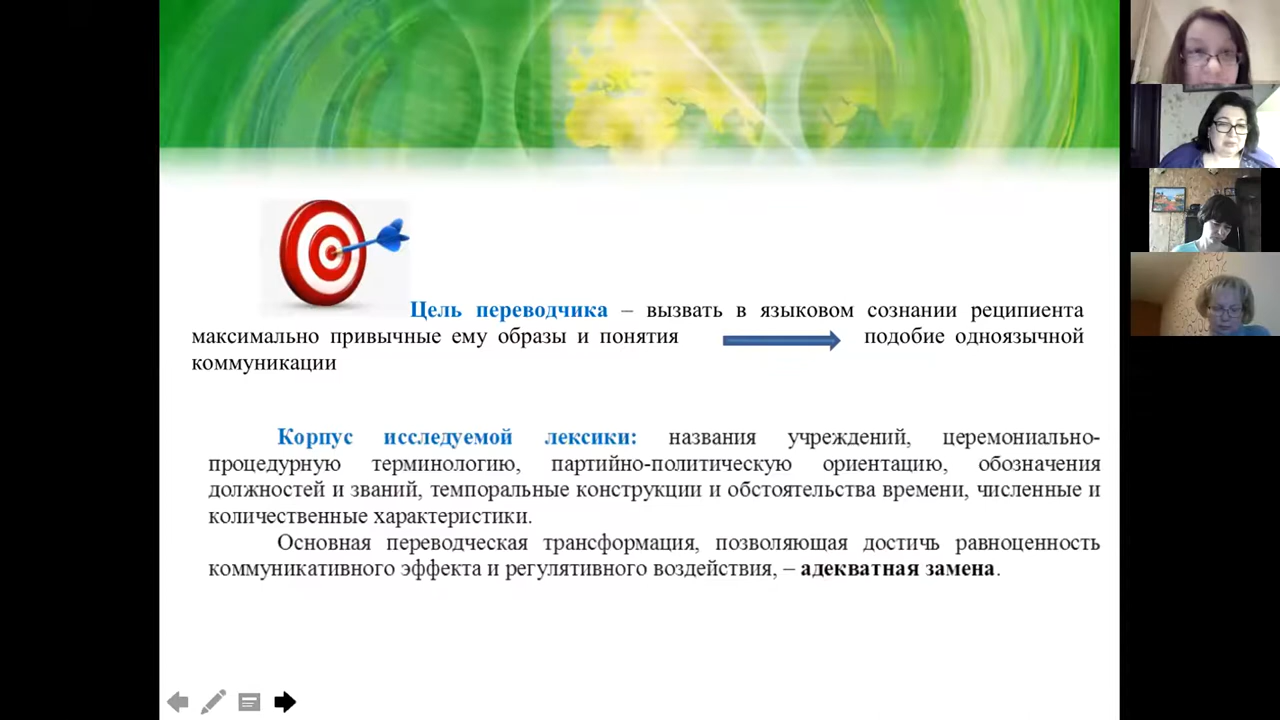 Цель переводчика – вызвать в языковом сознании реципиента
максимально привычные ему образы и понятия подобие одноязычной
коммуникации
Корпус исследуемой лексики: названия учреждений, церемониально-
процедурную терминологию, партийно-политическую ориентацию, обозначения
должностей и званий, темпоральные конструкции и обстоятельства времени, численные и
количественные характеристики.
Основная переводческая трансформация, позволяющая достичь равноценность
коммуникативного эффекта и регулятивного воздействия, – адекватная замена.